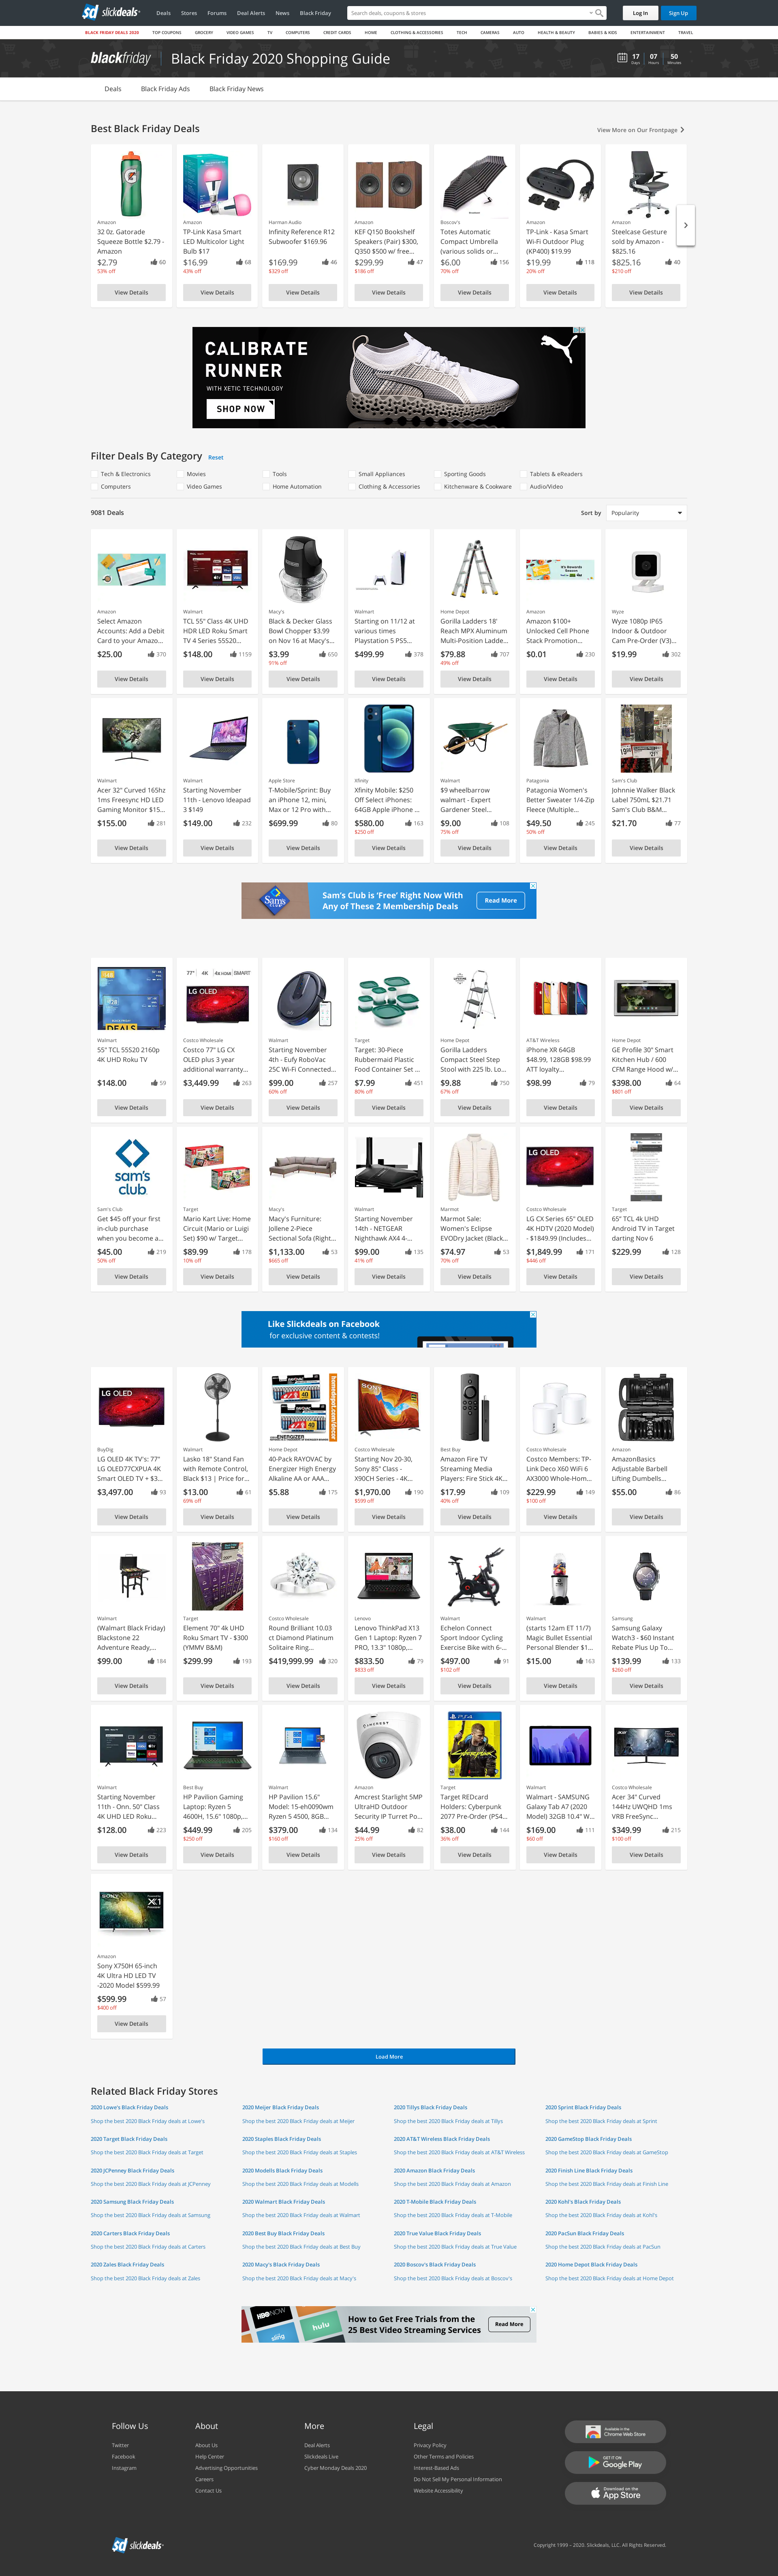 sd slickdeals
Deals Stores Forums Deal Alerts News Black Friday
Search deals, coupons & stores
Log In Sign Up
BLACK FRIDAY DEALS 2020 TOP COUPONS GROCERY VIDEO GAMES TV COMPUTERS CREDIT CARDS HOME CLOTHING & ACCESSORIES TECH CAMERAS AUTO HEALTH & BEAUTY BABIES & KIDS ENTERTAINMENT TRAVEL
blackfriday Black Friday 2020 Shopping Guide
17 07 50
Days Hours Minutes
Deals Black Friday Ads Black Friday News
Best Black Friday Deals
View More on Our Frontpage
Amazon
32 0z. Gatorade
Squeeze Bottle $2.79 -
Amazon
$2.79 60
53% off
View Details
Amazon
TP-Link Kasa Smart
LED Multicolor Light
Bulb $17
$16.99 68
43% off
View Details
Harman Audio
Infinity Reference R12
Subwoofer $169.96
$169.99 46
$329 off
View Details
Amazon
KEF Q150 Bookshelf
Speakers (Pair) $300,
Q350 $500 w/ free...
$299.99 47
$186 off
View Details
Boscov's
Totes Automatic
Compact Umbrella
(various solids or...
$6.00 156
70% off
View Details
Amazon
TP-Link - Kasa Smart
Wi-Fi Outdoor Plug
(KP400) $19.99
$19.99 118
20% off
View Details
Amazon
Steelcase Gesture
sold by Amazon -
$825.16
$825.16 40
$210 off
View Details
CALIBRATE
RUNNER
WITH XETIC TECHNOLOGY
SHOP NOW
Filter Deals By Category Reset
Tech & Electronics Movies Tools Small Appliances Sporting Goods Tablets & eReaders
Computers Video Games Home Automation Clothing & Accessories Kitchenware & Cookware Audio/Video
9081 Deals
Sort by Popularity
Amazon
Select Amazon
Accounts: Add a Debit
Card to your Amazo...
$25.00 370
View Details
Walmart
TCL 55" Class 4K UHD
HDR LED Roku Smart
TV 4 Series 55S20...
$148.00 1159
View Details
Macy's
Black & Decker Glass
Bowl Chopper $3.99
on Nov 16 at Macy's...
$3.99 650
91% off
View Details
Walmart
Starting on 11/12 at
various times
Playstation 5 PS5...
$499.99 378
View Details
Home Depot
Gorilla Ladders 18'
Reach MPX Aluminum
Multi-Position Ladde...
$79.88 707
49% off
View Details
Amazon
Amazon $100+
Unlocked Cell Phone
Stack Promotion...
$0.01 230
View Details
Wyze
Wyze 1080p IP65
Indoor & Outdoor
Cam Pre-Order (V3)...
$19.99 302
View Details
Walmart
Acer 32" Curved 165hz
1ms Freesync HD LED
Gaming Monitor $15...
$155.00 281
View Details
Walmart
Starting November
11th - Lenovo Ideapad
3 $149
$149.00 232
View Details
Apple Store
T-Mobile/Sprint: Buy
an iPhone 12, mini,
Max or 12 Pro with...
$699.99 80
View Details
Xfinity
Xfinity Mobile: $250
Off Select iPhones:
64GB Apple iPhone ...
$580.00 163
$250 off
View Details
Walmart
$9 wheelbarrow
walmart - Expert
Gardener Steel...
$9.00 108
75% off
View Details
Patagonia
Patagonia Women's
Better Sweater 1/4-Zip
Fleece (Multiple...
$49.50 245
50% off
View Details
Sam's Club
Johnnie Walker Black
Label 750mL $21.71
Sam's Club B&M...
$21.70 77
View Details
Sam's Club is 'Free' Right Now With
Any of These 2 Membership Deals
Read More
Walmart
55" TCL 55S20 2160p
4K UHD Roku TV
$148.00 59
View Details
77" 4K SMART
LG OLED
Costco Wholesale
Costco 77" LG CX
OLED plus 3 year
additional warranty...
$3,449.99 263
View Details
Walmart
Starting November
4th - Eufy RoboVac
25C Wi-Fi Connected...
$99.00 257
60% off
View Details
Target
Target: 30-Piece
Rubbermaid Plastic
Food Container Set ...
$7.99 451
80% off
View Details
Home Depot
Gorilla Ladders
Compact Steel Step
Stool with 225 lb. Lo...
$9.88 750
67% off
View Details
AT&T Wireless
iPhone XR 64GB
$48.99, 128GB $98.99
ATT loyalty...
$98.99 79
View Details
Home Depot
GE Profile 30" Smart
Kitchen Hub / 600
CFM Range Hood w/...
$398.00 64
$801 off
View Details
sam's
club
Sam's Club
Get $45 off your first
in-club purchase
when you become a...
$45.00 219
50% off
View Details
Target
Mario Kart Live: Home
Circuit (Mario or Luigi
Set) $90 w/ Target...
$89.99 178
10% off
View Details
Macy's
Macy's Furniture:
Jollene 2-Piece
Sectional Sofa (Right...
$1,133.00 53
$665 off
View Details
Walmart
Starting November
14th - NETGEAR
Nighthawk AX4 4-...
$99.00 135
41% off
View Details
Marmot
Marmot Sale:
Women's Eclipse
EVODry Jacket (Black...
$74.97 53
70% off
View Details
LG OLED
Costco Wholesale
LG CX Series 65" OLED
4K HDTV (2020 Model)
- $1849.99 (Includes...
$1,849.99 171
$446 off
View Details
Target
65" TCL 4k UHD
Android TV in Target
darting Nov 6
$229.99 128
View Details
Like Slickdeals on Facebook
for exclusive content & contests!
LG OLED
BuyDig
LG OLED 4K TV's: 77"
LG OLED77CXPUA 4K
Smart OLED TV + $3...
$3,497.00 93
View Details
Walmart
Lasko 18" Stand Fan
with Remote Control,
Black $13 | Price for...
$13.00 61
69% off
View Details
Home Depot
40-Pack RAYOVAC by
Energizer High Energy
Alkaline AA or AAA...
$5.88 175
View Details
SONY
Costco Wholesale
Starting Nov 20-30,
Sony 85" Class -
X90CH Series - 4K...
$1,970.00 190
$599 off
View Details
Best Buy
Amazon Fire TV
Streaming Media
Players: Fire Stick 4K...
$17.99 109
40% off
View Details
Costco Wholesale
Costco Members: TP-
Link Deco X60 WiFi 6
AX3000 Whole-Hom...
$229.99 149
$100 off
View Details
Amazon
AmazonBasics
Adjustable Barbell
Lifting Dumbells...
$55.00 86
View Details
Walmart
(Walmart Black Friday)
Blackstone 22
Adventure Ready,...
$99.00 184
View Details
Target
Element 70" 4k UHD
Roku Smart TV - $300
(YMMV B&M)
$299.99 193
View Details
Costco Wholesale
Round Brilliant 10.03
ct Diamond Platinum
Solitaire Ring...
$419,999.99 320
View Details
Lenovo
Lenovo ThinkPad X13
Gen 1 Laptop: Ryzen 7
PRO, 13.3" 1080p,...
$833.50 79
$833 off
View Details
Walmart
Echelon Connect
Sport Indoor Cycling
Exercise Bike with 6-...
$497.00 91
$102 off
View Details
Walmart
(starts 12am ET 11/7)
Magic Bullet Essential
Personal Blender $1...
$15.00 163
View Details
Samsung
Samsung Galaxy
Watch3 - $60 Instant
Rebate Plus Up To...
$139.99 133
$260 off
View Details
Walmart
Starting November
11th - Onn. 50" Class
4K UHD LED Roku...
$128.00 223
View Details
Best Buy
HP Pavilion Gaming
Laptop: Ryzen 5
4600H, 15.6" 1080p,...
$449.99 205
$250 off
View Details
Walmart
HP Pavilion 15.6"
Model: 15-eh0090wm
Ryzen 5 4500, 8GB...
$379.00 134
$160 off
View Details
AMCREST
Amazon
Amcrest Starlight 5MP
UltraHD Outdoor
Security IP Turret Po...
$44.99 82
25% off
View Details
PS4
Cyberpunk
Target
Target REDcard
Holders: Cyberpunk
2077 Pre-Order (PS4...
$38.00 144
36% off
View Details
Walmart
Walmart - SAMSUNG
Galaxy Tab A7 (2020
Model) 32GB 10.4" W...
$169.00 111
$60 off
View Details
acer
Costco Wholesale
Acer 34" Curved
144Hz UWQHD 1ms
VRB FreeSync...
$349.99 215
$100 off
View Details
SONY X1
Amazon
Sony X750H 65-inch
4K Ultra HD LED TV
-2020 Model $599.99
$599.99 57
$400 off
View Details
Load More
Related Black Friday Stores
2020 Lowe's Black Friday Deals 2020 Meijer Black Friday Deals 2020 Tillys Black Friday Deals 2020 Sprint Black Friday Deals
Shop the best 2020 Black Friday deals at Lowe's Shop the best 2020 Black Friday deals at Meijer Shop the best 2020 Black Friday deals at Tillys Shop the best 2020 Black Friday deals at Sprint
2020 Target Black Friday Deals 2020 Staples Black Friday Deals 2020 AT&T Wireless Black Friday Deals 2020 GameStop Black Friday Deals
Shop the best 2020 Black Friday deals at Target Shop the best 2020 Black Friday deals at Staples Shop the best 2020 Black Friday deals at AT&T Wireless Shop the best 2020 Black Friday deals at GameStop
2020 JCPenney Black Friday Deals 2020 Modells Black Friday Deals 2020 Amazon Black Friday Deals 2020 Finish Line Black Friday Deals
Shop the best 2020 Black Friday deals at JCPenney Shop the best 2020 Black Friday deals at Modells Shop the best 2020 Black Friday deals at Amazon Shop the best 2020 Black Friday deals at Finish Line
2020 Samsung Black Friday Deals 2020 Walmart Black Friday Deals 2020 T-Mobile Black Friday Deals 2020 Kohl's Black Friday Deals
Shop the best 2020 Black Friday deals at Samsung Shop the best 2020 Black Friday deals at Walmart Shop the best 2020 Black Friday deals at T-Mobile Shop the best 2020 Black Friday deals at Kohl's
2020 Carters Black Friday Deals 2020 Best Buy Black Friday Deals 2020 True Value Black Friday Deals 2020 PacSun Black Friday Deals
Shop the best 2020 Black Friday deals at Carters Shop the best 2020 Black Friday deals at Best Buy Shop the best 2020 Black Friday deals at True Value Shop the best 2020 Black Friday deals at PacSun
2020 Zales Black Friday Deals 2020 Macy's Black Friday Deals 2020 Boscov's Black Friday Deals 2020 Home Depot Black Friday Deals
Shop the best 2020 Black Friday deals at Zales Shop the best 2020 Black Friday deals at Macy's Shop the best 2020 Black Friday deals at Boscov's Shop the best 2020 Black Friday deals at Home Depot
HBO NOW
sling hulu
How to Get Free Trials from the
25 Best Video Streaming Services
Read More
Follow Us
Twitter
Facebook
Instagram
About
About Us
Help Center
Advertising Opportunities
Careers
Contact Us
More
Deal Alerts
Slickdeals Live
Cyber Monday Deals 2020
Legal
Privacy Policy
Other Terms and Policies
Interest-Based Ads
Do Not Sell My Personal Information
Website Accessibility
Available in the
Chrome Web Store
GET IT ON
Google Play
Download on the
App Store
sd slickdeals
Copyright 1999 - 2020. Slickdeals, LLC. All Rights Reserved.